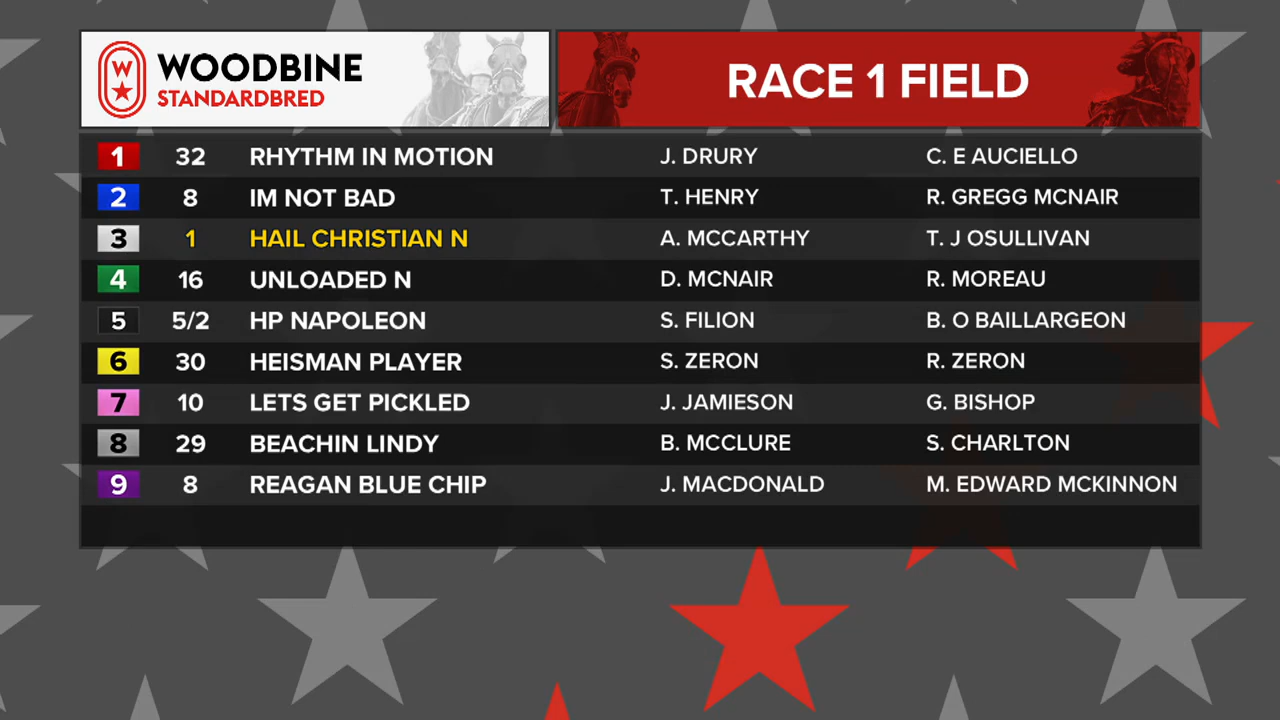 W
WOODBINE
STANDARDBRED
RACE 1 FIELD
1 32 RHYTHM IN MOTION J. DRURY C. E AUCIELLO
2 8 IM NOT BAD T. HENRY R. GREGG MCNAIR
3 1 HAIL CHRISTIAN N A. MCCARTHY T. J OSULLIVAN
4 16 UNLOADED N D. MCNAIR R. MOREAU
5 5/2 HP NAPOLEON S. FILION B. O BAILLARGEON
6 30 HEISMAN PLAYER S. ZERON R. ZERON
7 10 LETS GET PICKLED J. JAMIESON G. BISHOP
8 29 BEACHIN LINDY B. MCCLURE S. CHARLTON
9 8 REAGAN BLUE CHIP J. MACDONALD M. EDWARD MCKINNON